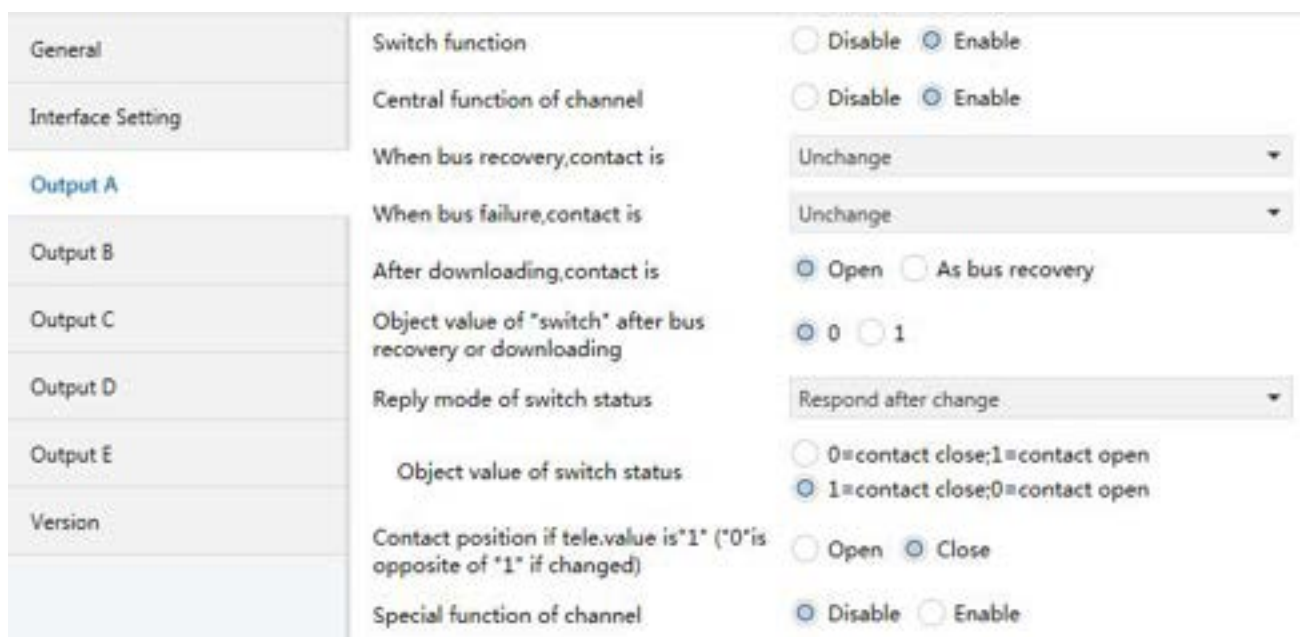 General
Interface Setting
Output A
Output B
Output C
Output D
Output E
Version
Switch function
Disable Enable
Central function of channel
Disable Enable
When bus recovery,contact is
Unchange
When bus failure,contact is
Unchange
After downloading,contact is
Open As bus recovery
Object value of "switch" after bus
recovery or downloading
0 1
Reply mode of switch status
Respond after change
Object value of switch status
0=contact close;1=contact open
1=contact close;0=contact open
Contact position if tele.value is"1" ("0"is
opposite of "1" if changed)
Open Close
Special function of channel
Disable Enable